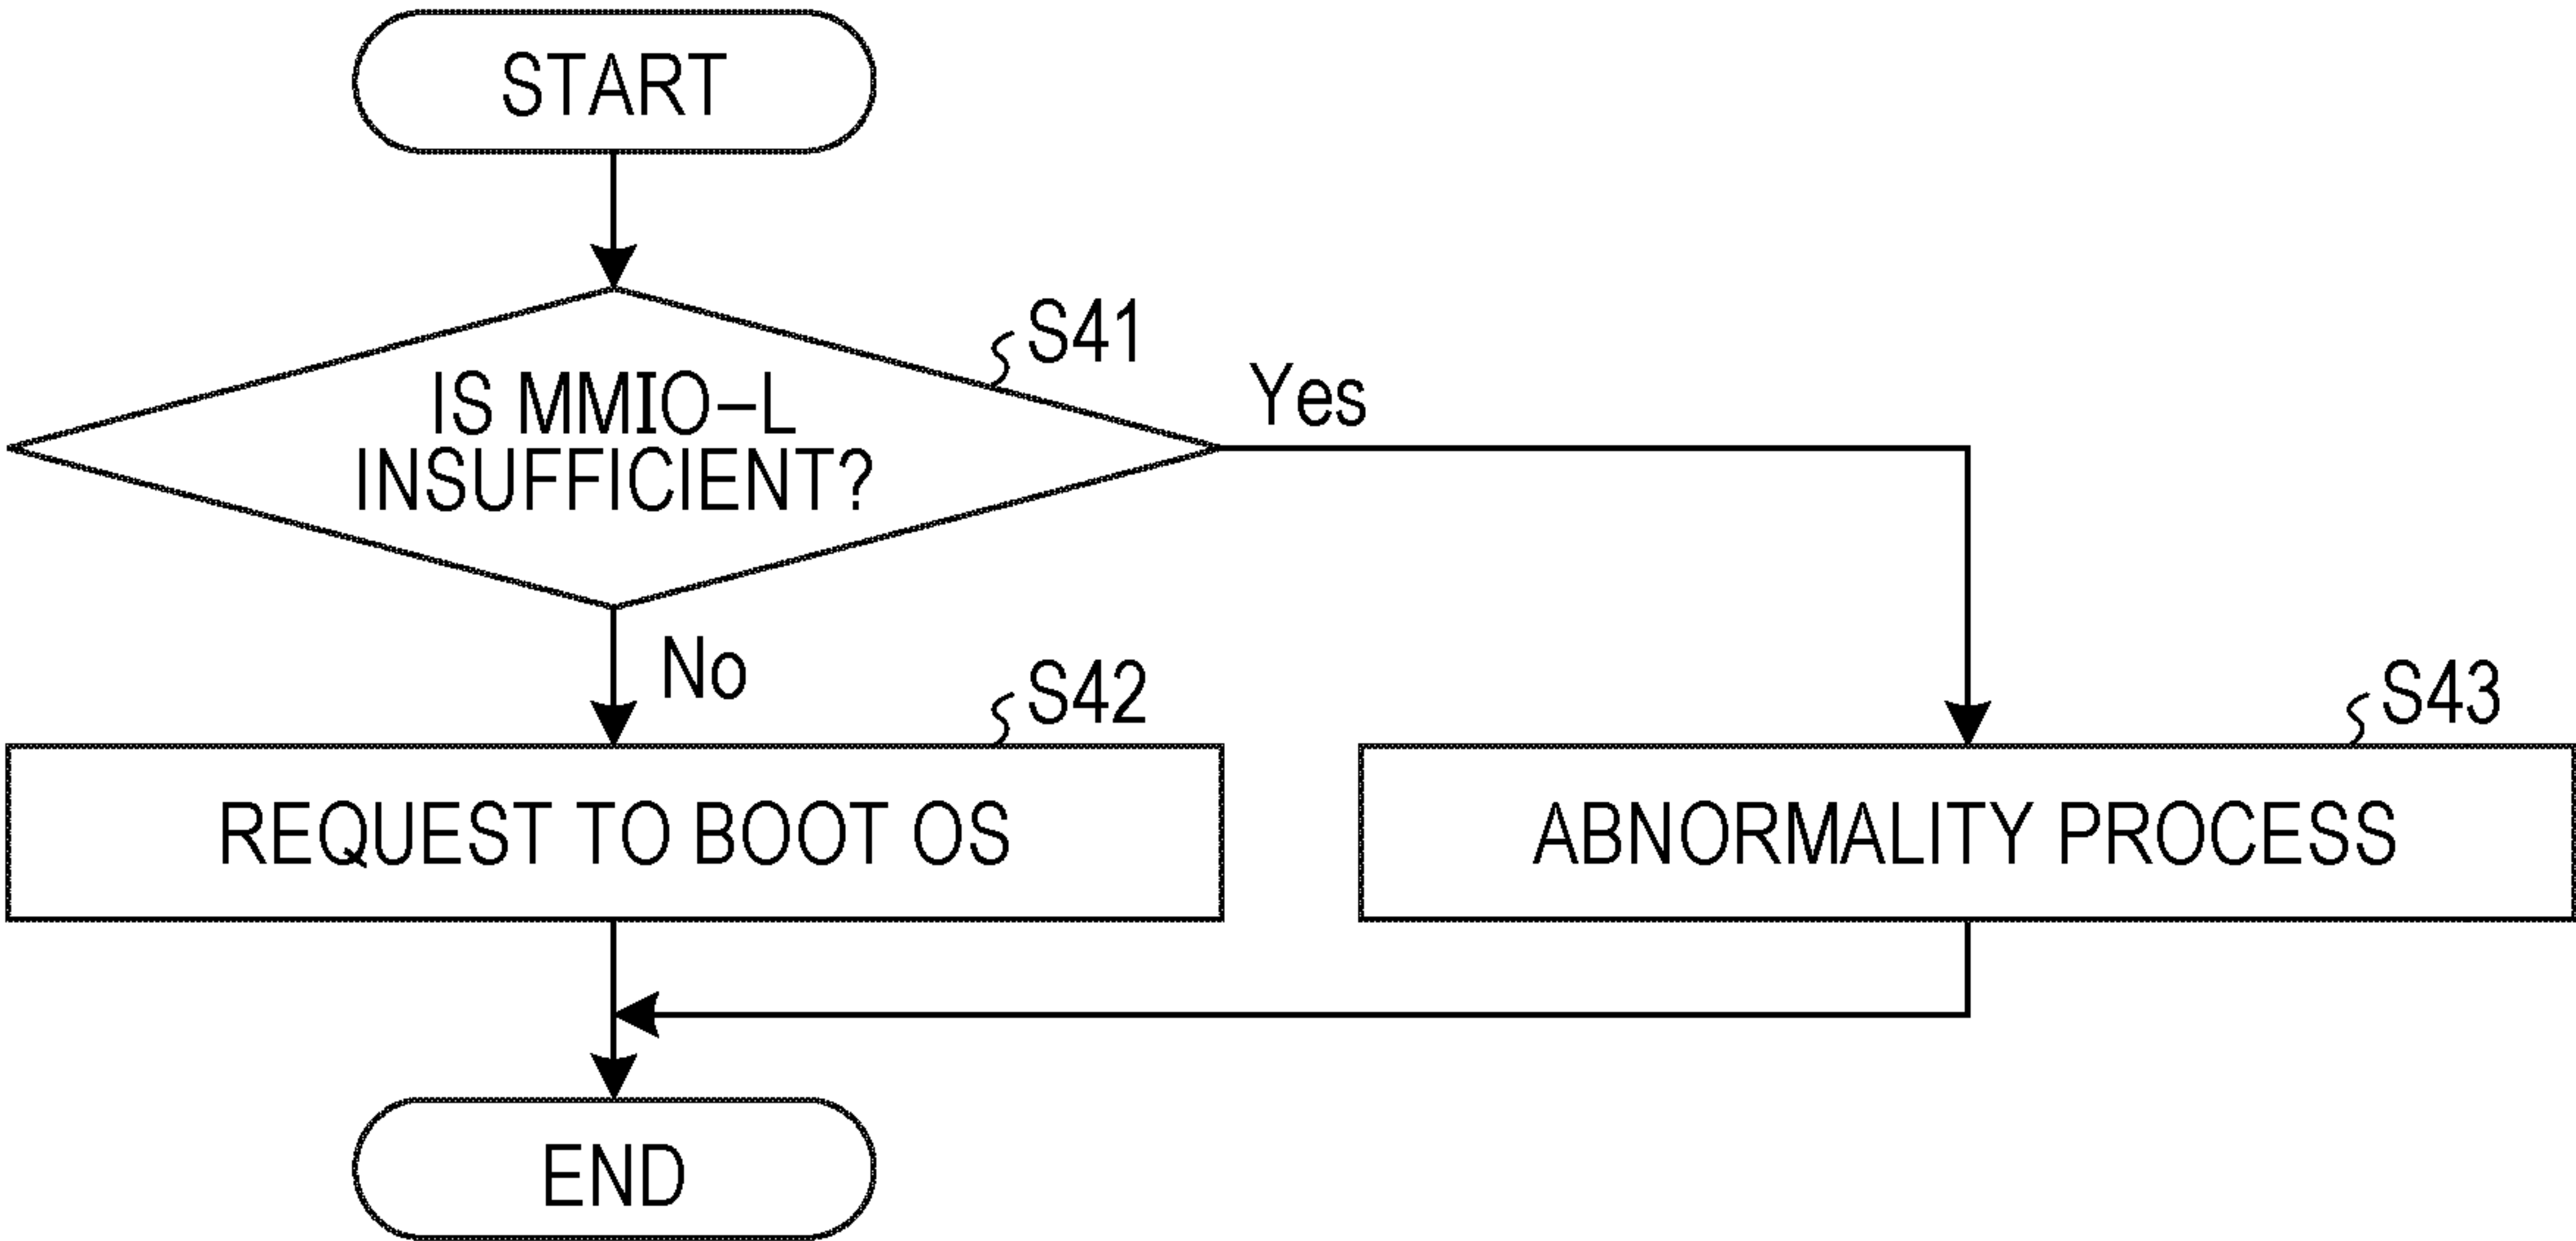 START
S41
IS MMIO–L
INSUFFICIENT?
Yes
No
S42
REQUEST TO BOOT OS
S43
ABNORMALITY PROCESS
END